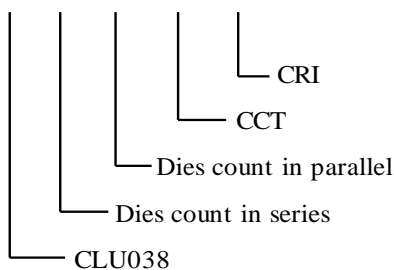 CRI
CCT
Dies count in parallel
Dies count in series
CLU038